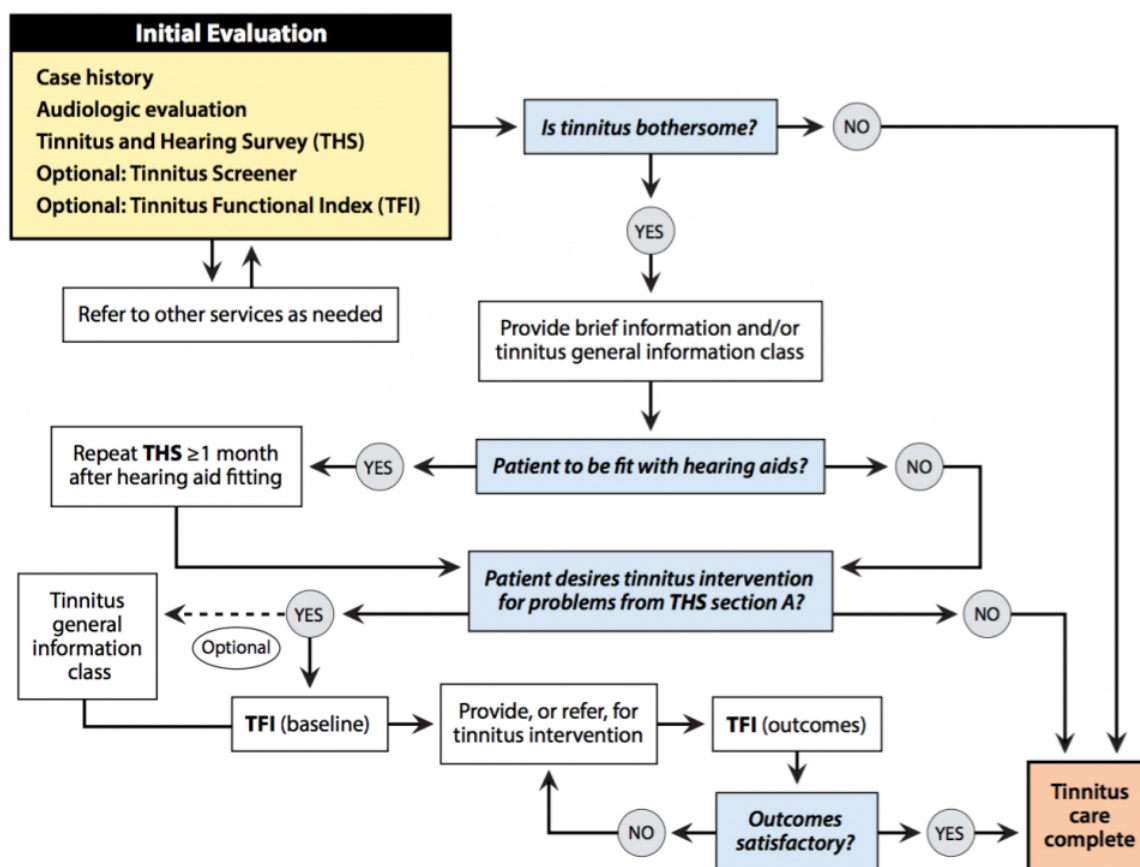 Initial Evaluation
Case history
Audiologic evaluation
Tinnitus and Hearing Survey (THS)
Optional: Tinnitus Screener
Optional: Tinnitus Functional Index (TFI)
Is tinnitus bothersome?
NO
YES
Refer to other services as needed
Provide brief information and/or
tinnitus general information class
Repeat THS ≥1 month
after hearing aid fitting
YES
Patient to be fit with hearing aids?
NO
Patient desires tinnitus intervention
for problems from THS section A?
Tinnitus
general
information
class
YES
Optional
NO
TFI (baseline)
Provide, or refer, for
tinnitus intervention
TFI (outcomes)
NO
Outcomes
satisfactory?
YES
Tinnitus
care
complete